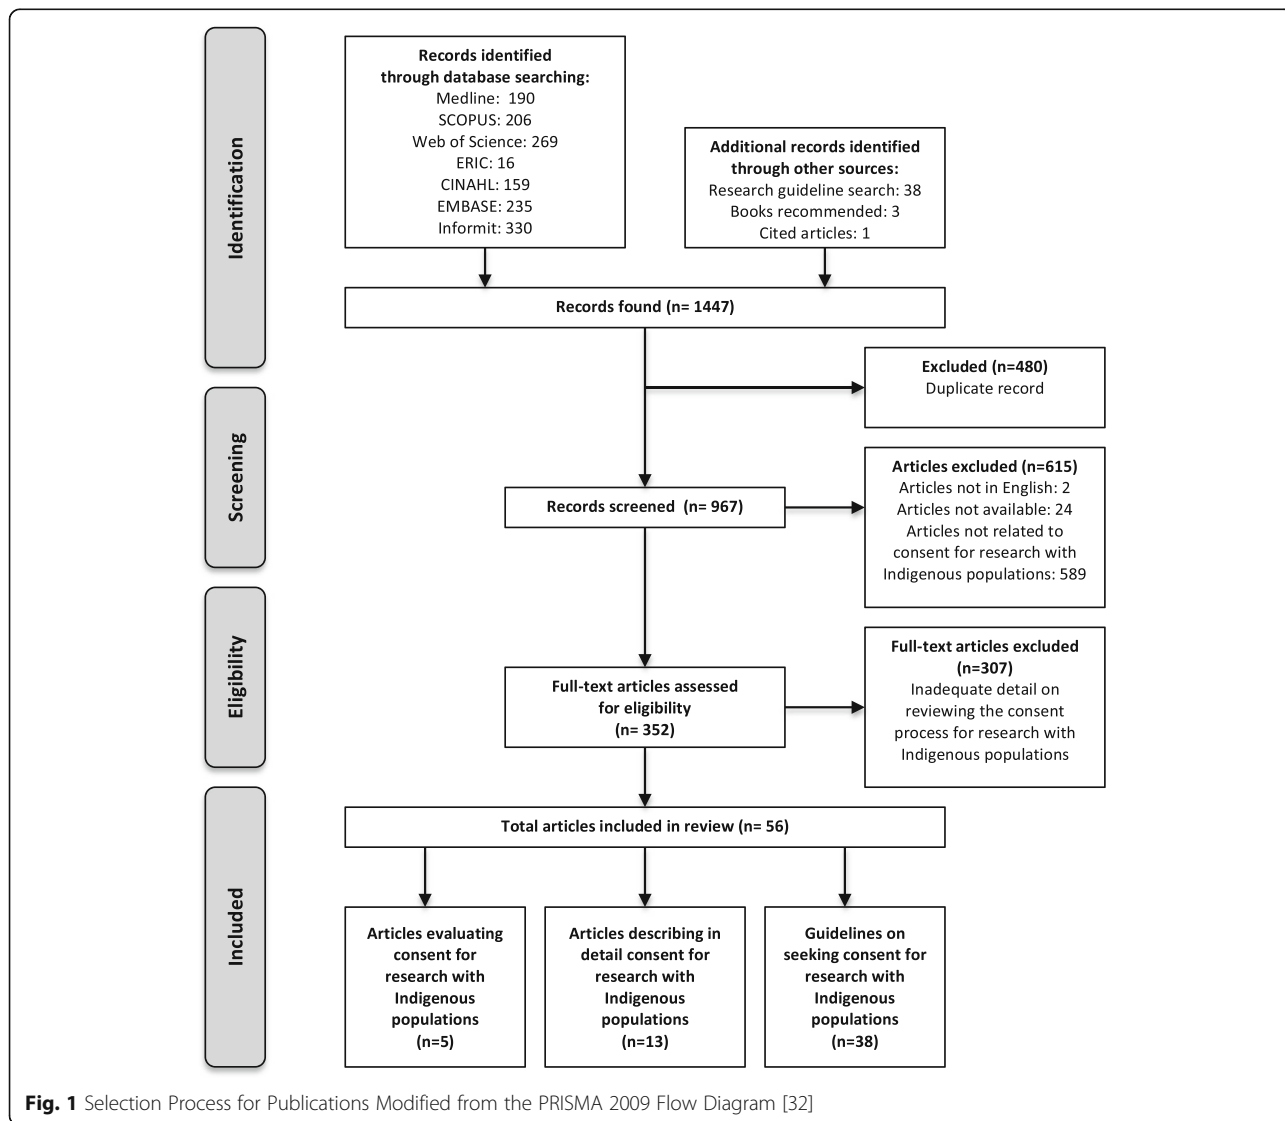 Identification
Records identified
through database searching:
Medline: 190
SCOPUS: 206
Web of Science: 269
ERIC: 16
CINAHL: 159
EMBASE: 235
Informit: 330
Additional records identified
through other sources:
Research guideline search: 38
Books recommended: 3
Cited articles: 1
Records found (n= 1447)
Excluded (n=480)
Duplicate record
Screening
Records screened (n= 967)
Articles excluded (n=615)
Articles not in English: 2
Articles not available: 24
Articles not related to
consent for research with
Indigenous populations: 589
Eligibility
Full-text articles assessed
for eligibility
(n= 352)
Full-text articles excluded
(n=307)
Inadequate detail on
reviewing the consent
process for research with
Indigenous populations
Included
Total articles included in review (n= 56)
Articles evaluating
consent for
research with
Indigenous
populations
(n=5)
Articles describing in
detail consent for
research with
Indigenous
populations
(n=13)
Guidelines on
seeking consent for
research with
Indigenous
populations
(n=38)
Fig. 1 Selection Process for Publications Modified from the PRISMA 2009 Flow Diagram [32]